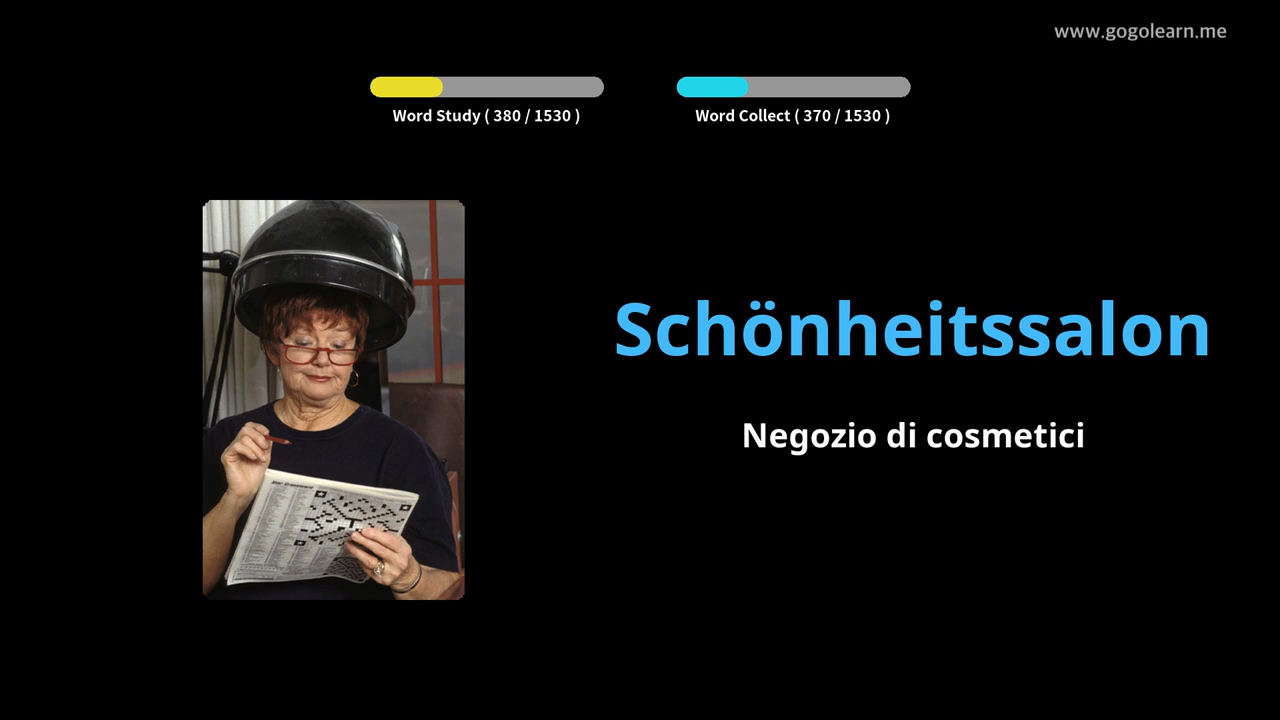 www.gogolearn.me
Word Study ( 380 / 1530 )
Word Collect ( 370 / 1530 )
Schönheitssalon
Negozio di cosmetici